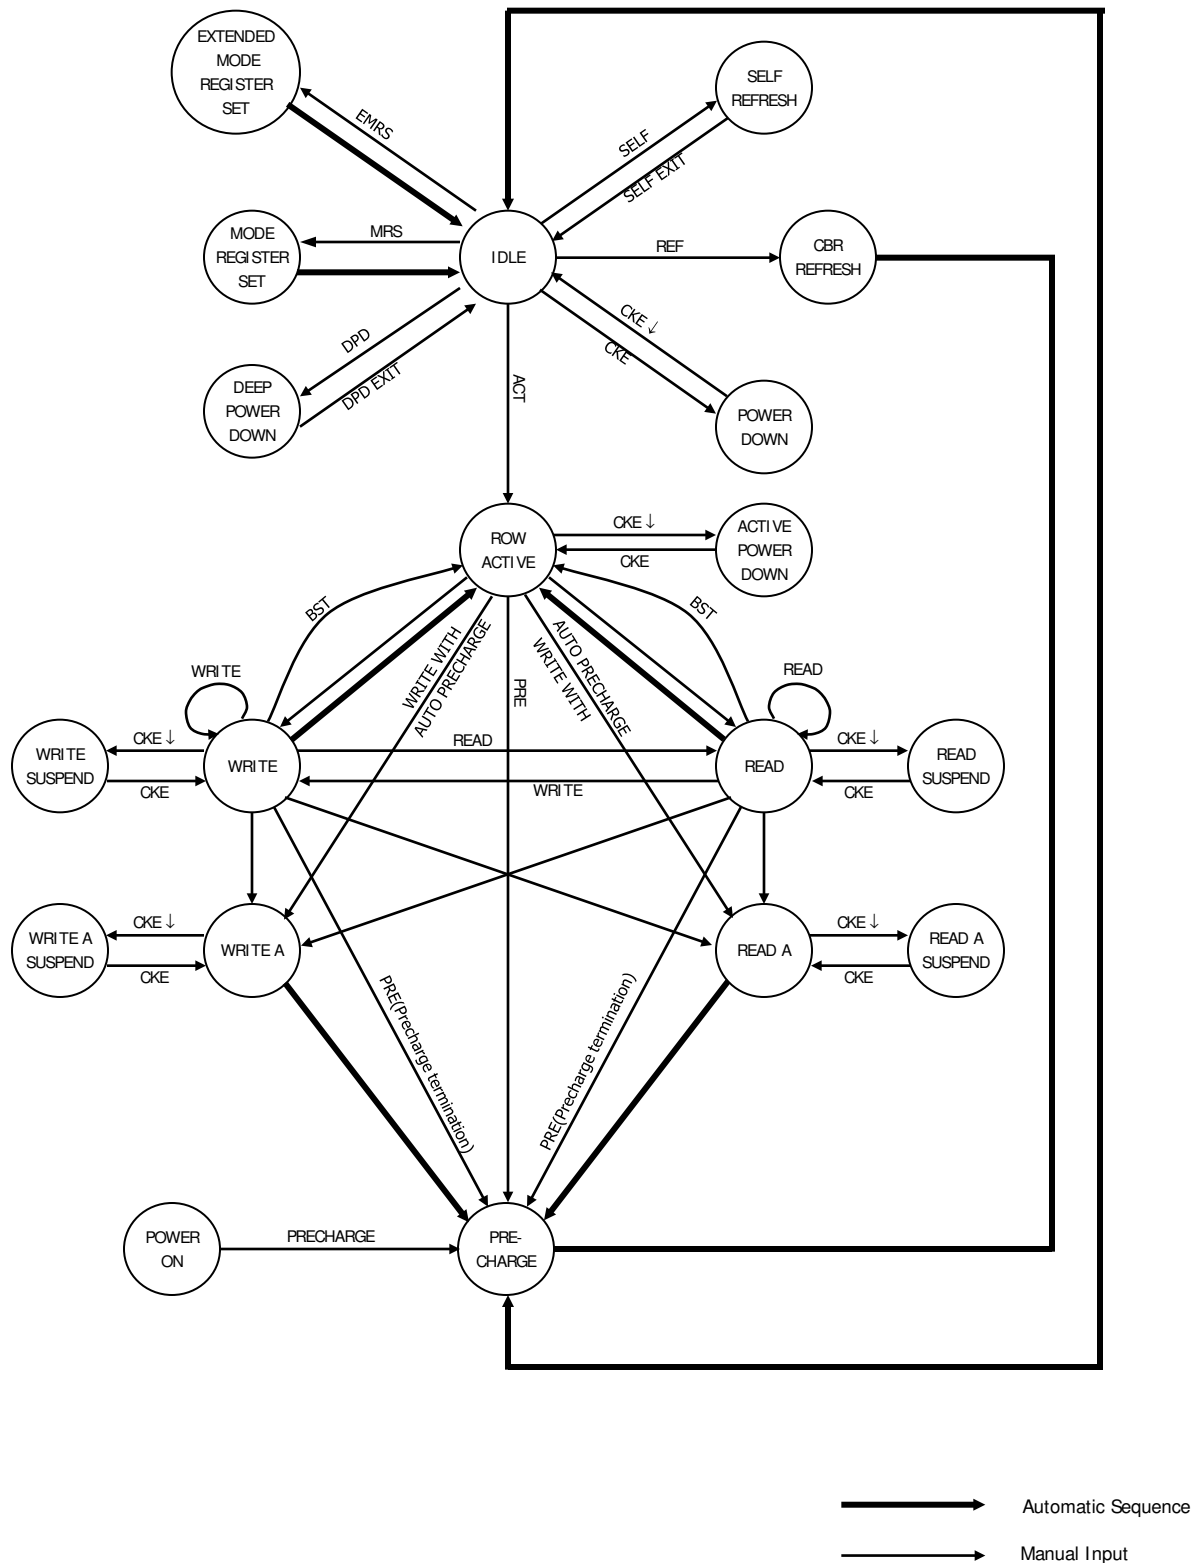 EXTENDED
MODE
REGISTER
SET
SELF
REFRESH
EMRS
SELF
SELF EXIT
MODE
REGISTER
SET
MRS
IDLE
REF
CBR
REFRESH
DPD
DPD EXIT
CKE ↓
CKE
DEEP
POWER
DOWN
ACT
POWER
DOWN
ROW
ACTIVE
CKE ↓
CKE
ACTIVE
POWER
DOWN
BST
BST
WRITE WITH
AUTO PRECHARGE
PRE
AUTO PRECHARGE
WRITE WITH
WRITE
READ
WRITE
SUSPEND
CKE ↓
CKE
WRITE
READ
WRITE
READ
CKE ↓
CKE
READ
SUSPEND
WRITE A
SUSPEND
CKE ↓
CKE
WRITE A
READ A
CKE ↓
CKE
READ A
SUSPEND
PRE(Precharge termination)
PRE(Precharge termination)
POWER
ON
PRECHARGE
PRE-
CHARGE
Automatic Sequence
Manual Input